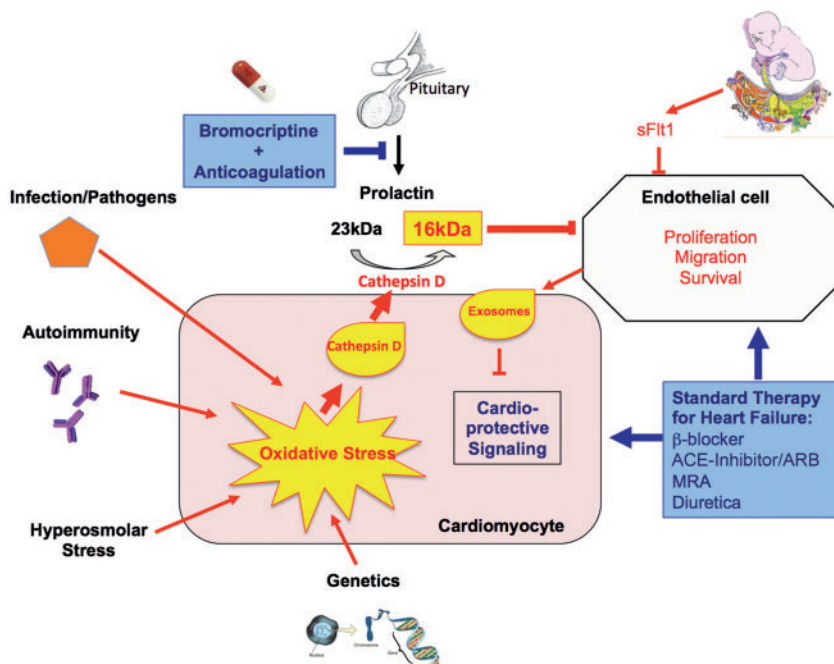 Pituitary
sFlt1
Bromocriptine
+
Anticoagulation
Prolactin
Endothelial cell
Infection/Pathogens
23kDa
16kDa
Proliferation
Migration
Survival
Cathepsin D
Exosomes
Autoimmunity
Cathepsin D
Standard Therapy
for Heart Failure:
β-blocker
ACE-Inhibitor/ARB
MRA
Diuretica
Cardio-
protective
Signaling
Oxidative Stress
Hyperosmolar
Stress
Cardiomyocyte
Genetics
Nucleus
Chromosome